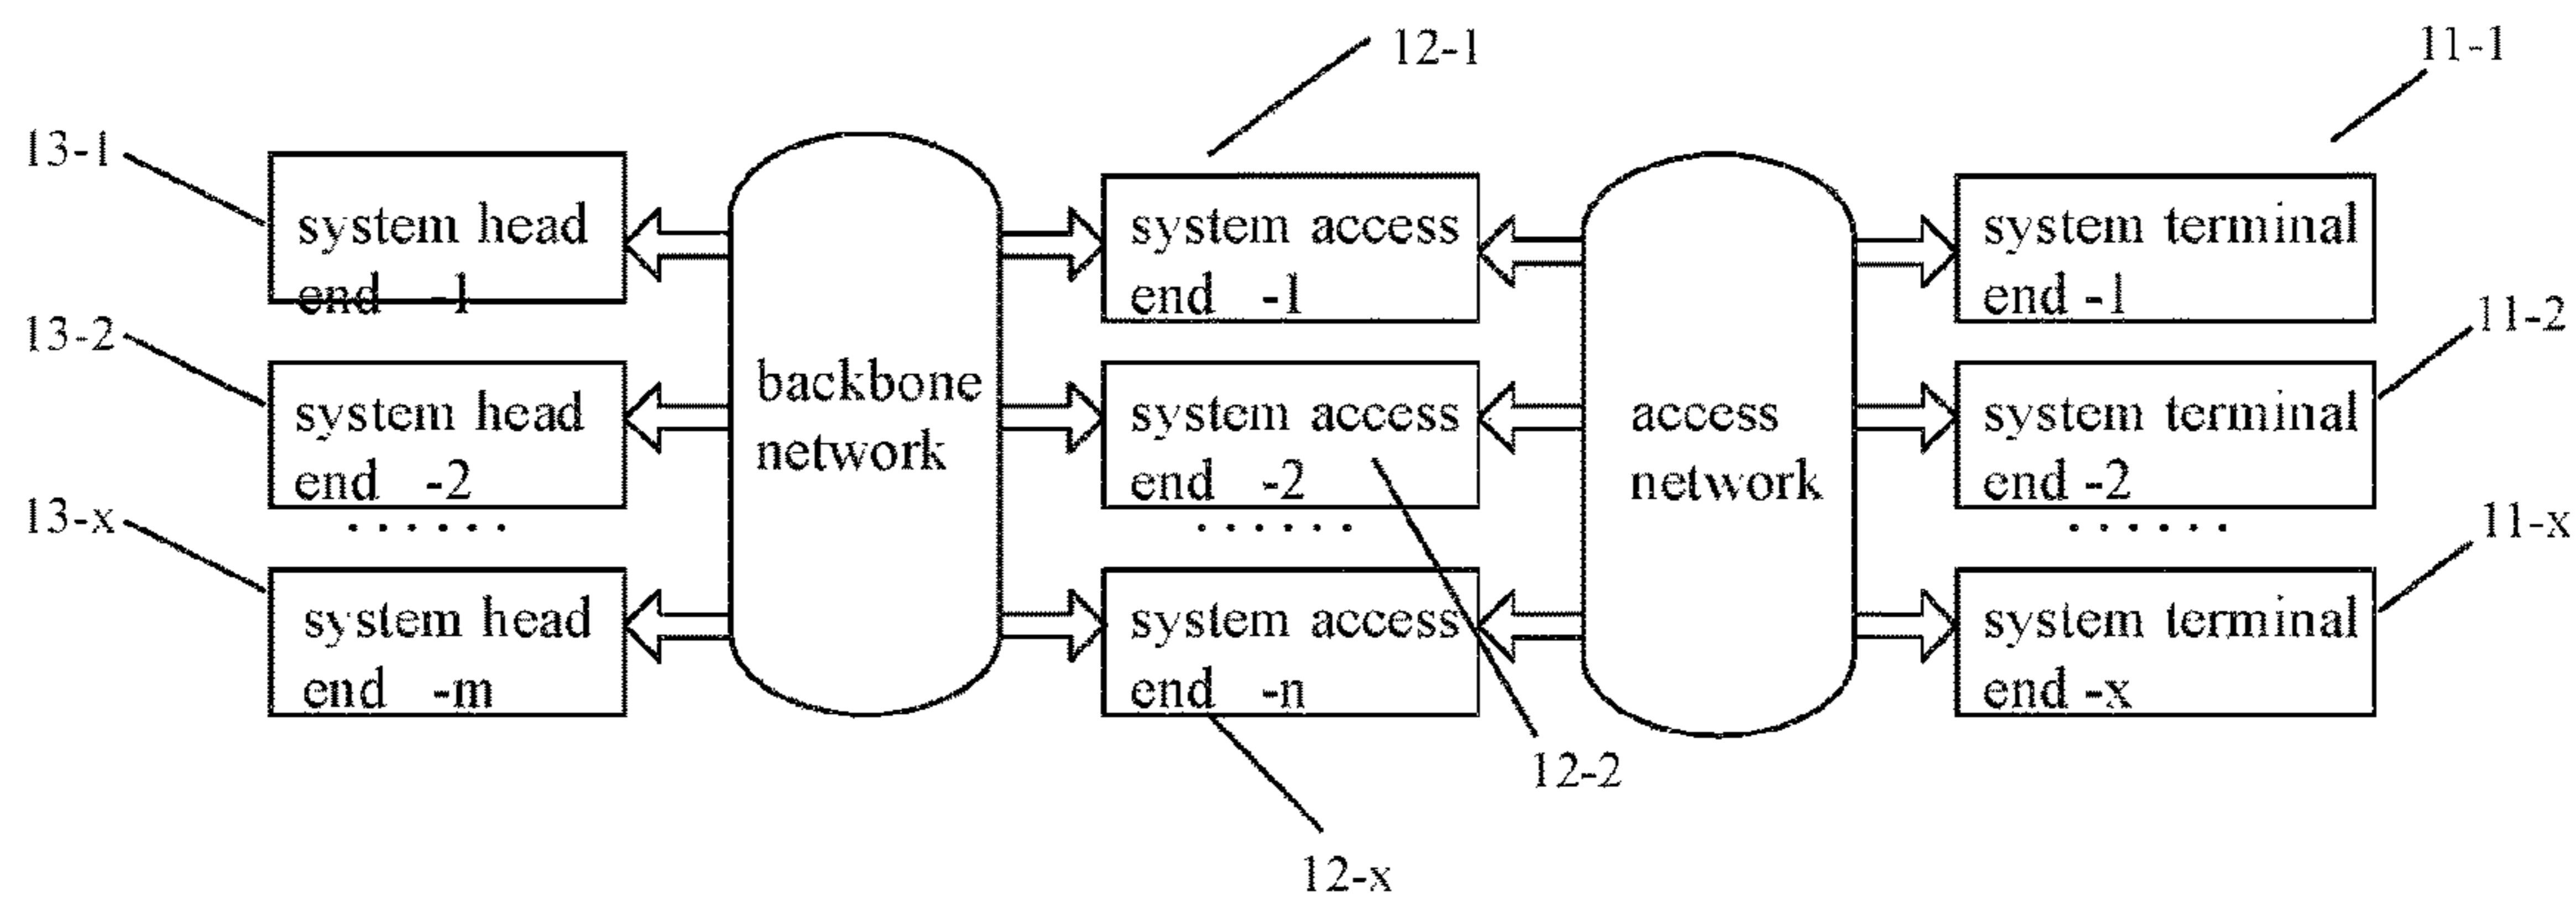 12-1
11-1
13-1
system head
end -1
system access
end -1
system terminal
end -1
13-2
11-2
backbone
network
system head
end -2
system access
end -2
access
network
system terminal
end -2
13-x
......
......
......
11-x
system head
end -m
system access
end -n
system terminal
end -x
12-2
12-x